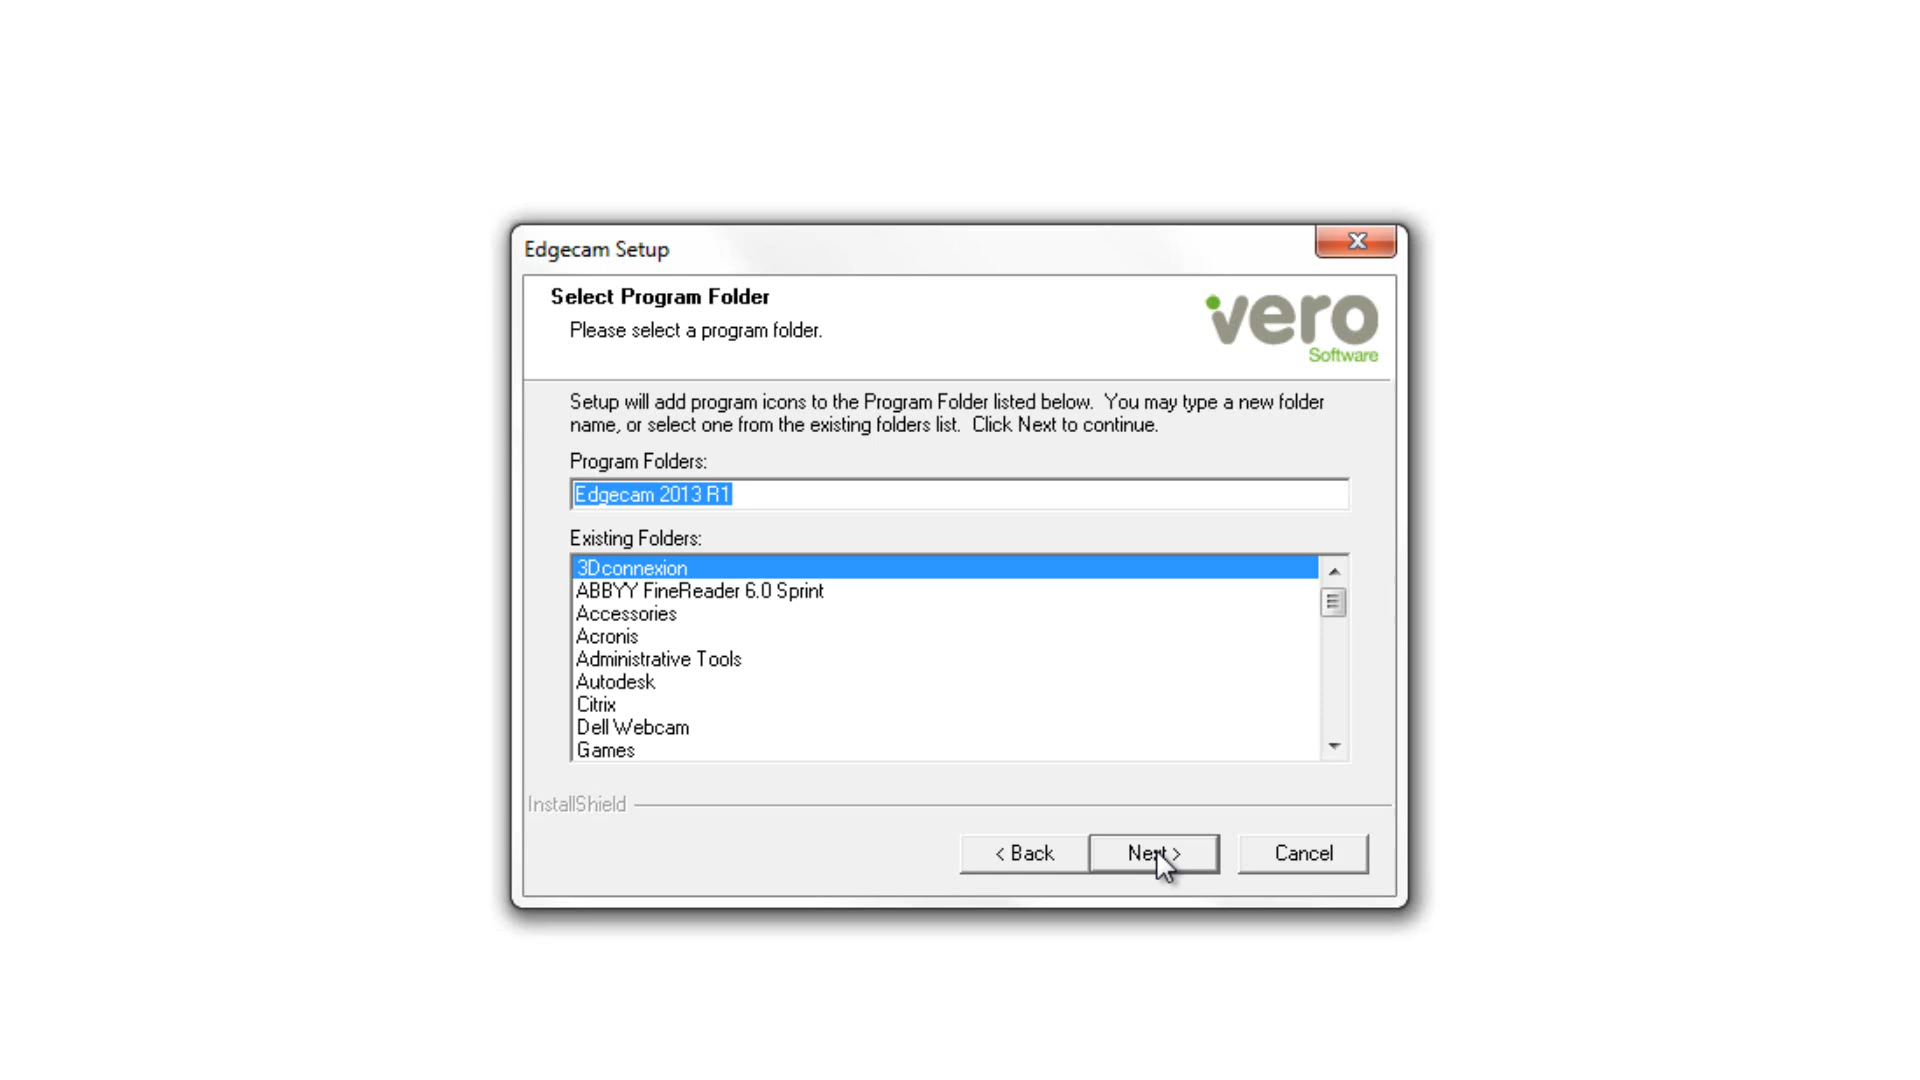 Edgecam Setup
Select Program Folder
Please select a program folder.
vero
Software
Setup will add program icons to the Program Folder listed below.  You may type a new folder
name, or select one from the existing folders list.  Click Next to continue.
Program Folders:
Edgecam 2013 R1
Existing Folders:
3Dconnexion
ABBYY FineReader 6.0 Sprint
Accessories
Acronis
Administrative Tools
Autodesk
Citrix
Dell Webcam
Games
InstallShield
< Back
Next >
Cancel